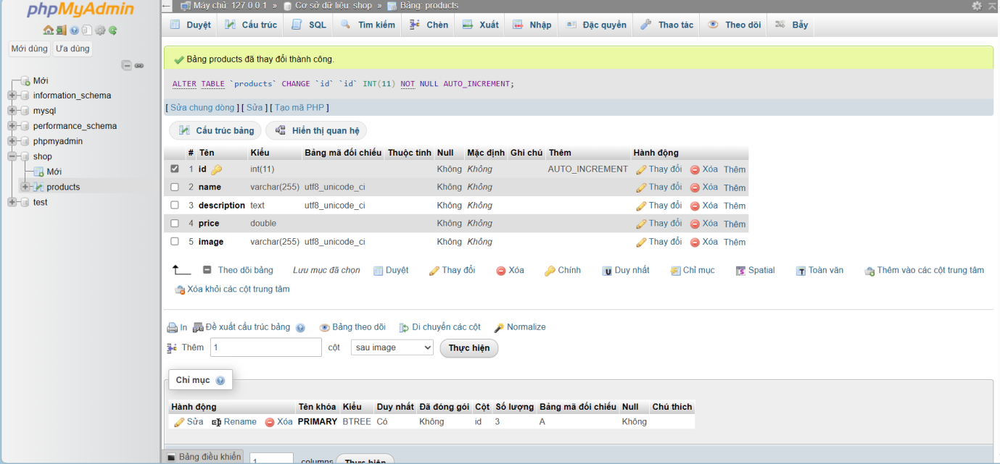 phpMyAdmin
Mới dùng Ưa dùng
Mới
information_schema
mysql
performance_schema
phpmyadmin
shop
Mới
products
test
Máy chủ: 127.0.0.1 » Cơ sở dữ liệu: shop » Bảng: products
Duyệt Cấu trúc SQL Tìm kiếm Chèn Xuất Nhập Đặc quyền Thao tác Theo dõi Bẫy
Bảng products đã thay đổi thành công.
ALTER TABLE `products` CHANGE `id` `id` INT(11) NOT NULL AUTO_INCREMENT;
[ Sửa chung dòng ] [ Sửa ] [ Tạo mã PHP ]
Cấu trúc bảng Hiển thị quan hệ
# Tên Kiểu Bảng mã đối chiếu Thuộc tính Null Mặc định Ghi chú Thêm Hành động
1 id int(11) Không Không AUTO_INCREMENT Thay đổi Xóa Thêm
2 name varchar(255) utf8_unicode_ci Không Không Thay đổi Xóa Thêm
3 description text utf8_unicode_ci Không Không Thay đổi Xóa Thêm
4 price double Không Không Thay đổi Xóa Thêm
5 image varchar(255) utf8_unicode_ci Không Không Thay đổi Xóa Thêm
Theo dõi bảng Lưu mục đã chọn Duyệt Thay đổi Xóa Chính Duy nhất Chỉ mục Spatial Toàn văn Thêm vào các cột trung tâm
Xóa khỏi các cột trung tâm
In Đề xuất cấu trúc bảng Bảng theo dõi Di chuyển các cột Normalize
Thêm 1 cột sau image Thực hiện
Chỉ mục
Hành động Tên khóa Kiểu Duy nhất Đã đóng gói Cột Số lượng Bảng mã đối chiếu Null Chú thích
Sửa Rename Xóa PRIMARY BTREE Có Không id 3 A Không
Bảng điều khiển 1 columns Thực hiện